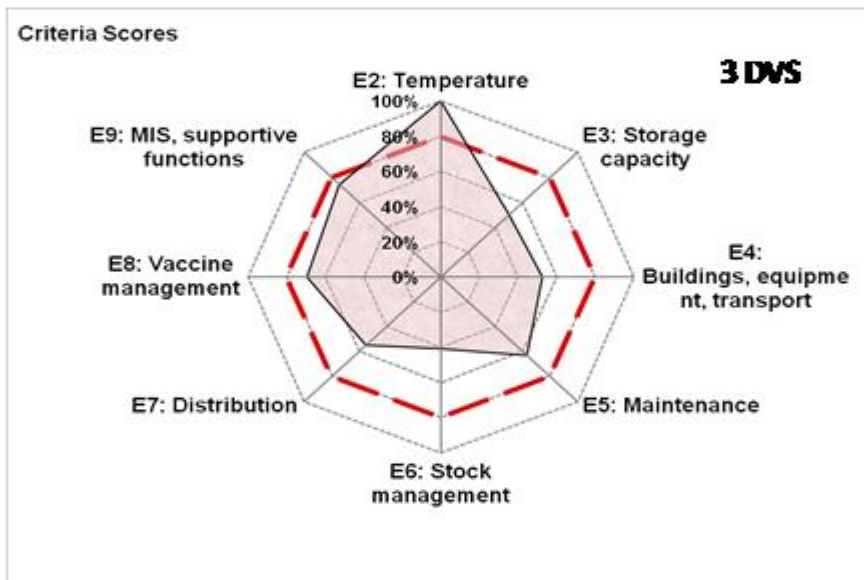 Criteria Scores
3 DVS
E2: Temperature
100%
80%
60%
40%
20%
0%
E3: Storage
capacity
E4:
Buildings, equipme
nt, transport
E5: Maintenance
E6: Stock
management
E7: Distribution
E8: Vaccine
management
E9: MIS, supportive
functions